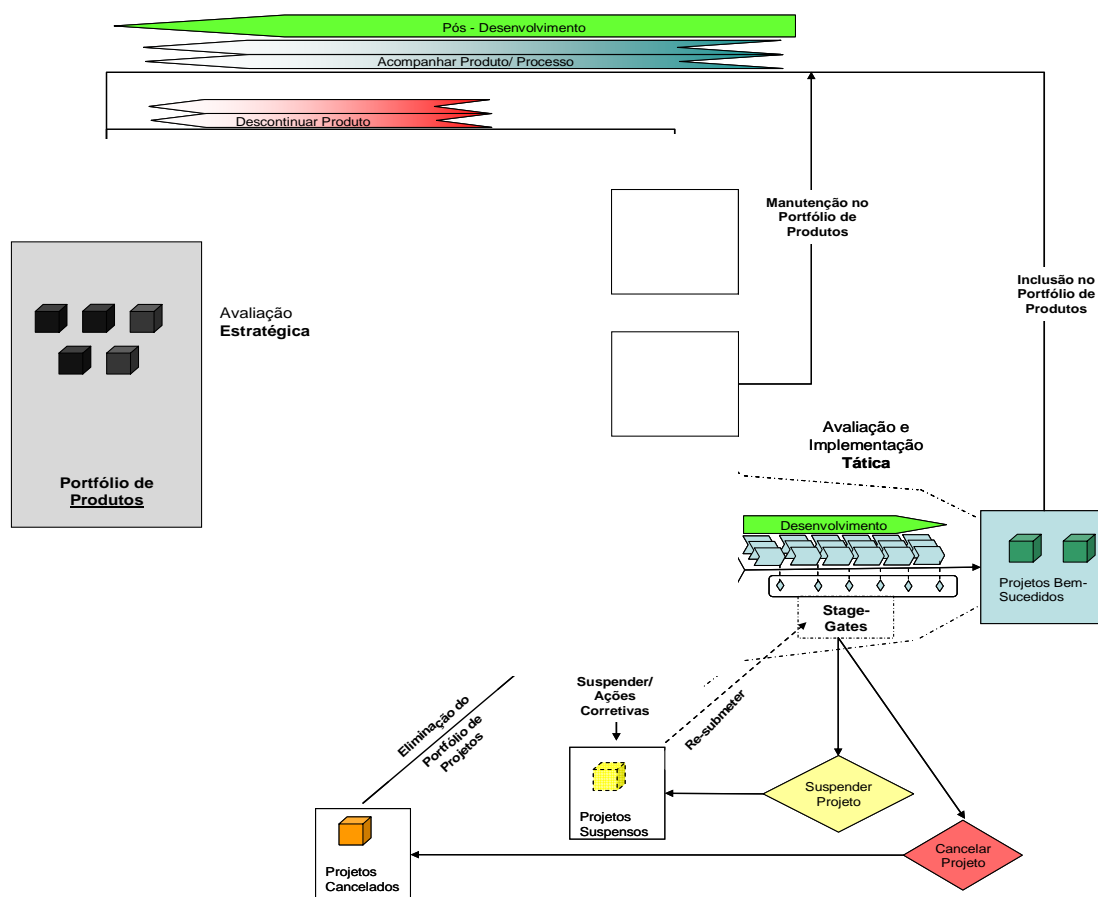 Pós - Desenvolvimento
Acompanhar Produto/ Processo
Descontinuar Produto
Manutenção no
Portfólio de
Produtos
Inclusão no
Portfólio de
Produtos
Avaliação
Estratégica
Portfólio de
Produtos
Avaliação e
Implementação
Tática
Desenvolvimento
Projetos Bem-
Sucedidos
Stage-
Gates
Suspender/
Ações
Corretivas
Re-submeter
Eliminação do
Portfólio de
Projetos
Suspender
Projeto
Projetos
Suspensos
Cancelar
Projeto
Projetos
Cancelados